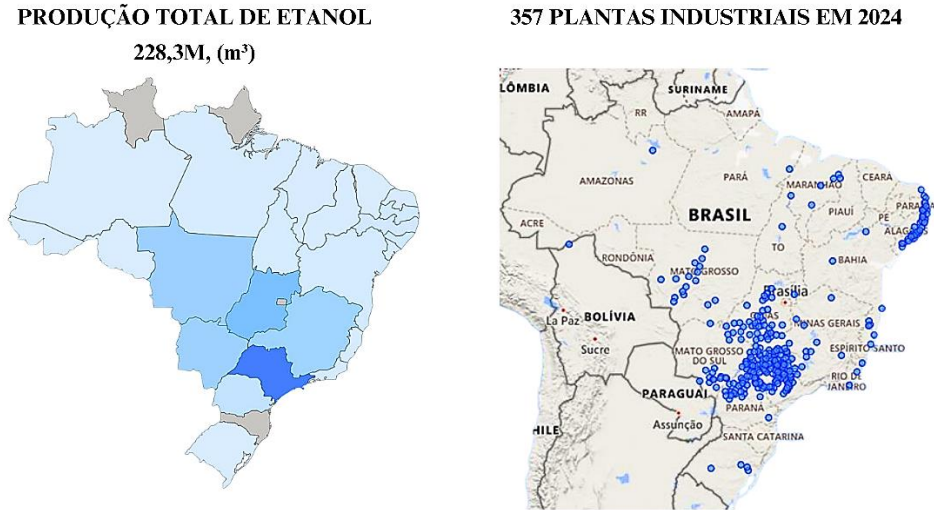 PRODUÇÃO TOTAL DE ETANOL
228,3M, (m³)
357 PLANTAS INDUSTRIAIS EM 2024
LÔMBIA
SURINAME
RR
AMAPÁ
AMAZONAS
PARÁ
MARANHÃO
CEARÁ
BRASIL
PIAUÍ
PARAÍBA
PE
ALAGOAS
ACRE
RONDÔNIA
TO
MATO GROSSO
BAHIA
Brasília
GOIÁS
La Paz
BOLÍVIA
MINAS GERAIS
Sucre
MATO GROSSO
DO SUL
ESPÍRITO SANTO
RIO DE
JANEIRO
PARAGUAI
PARANÁ
Assunção
HILE
SANTA CATARINA